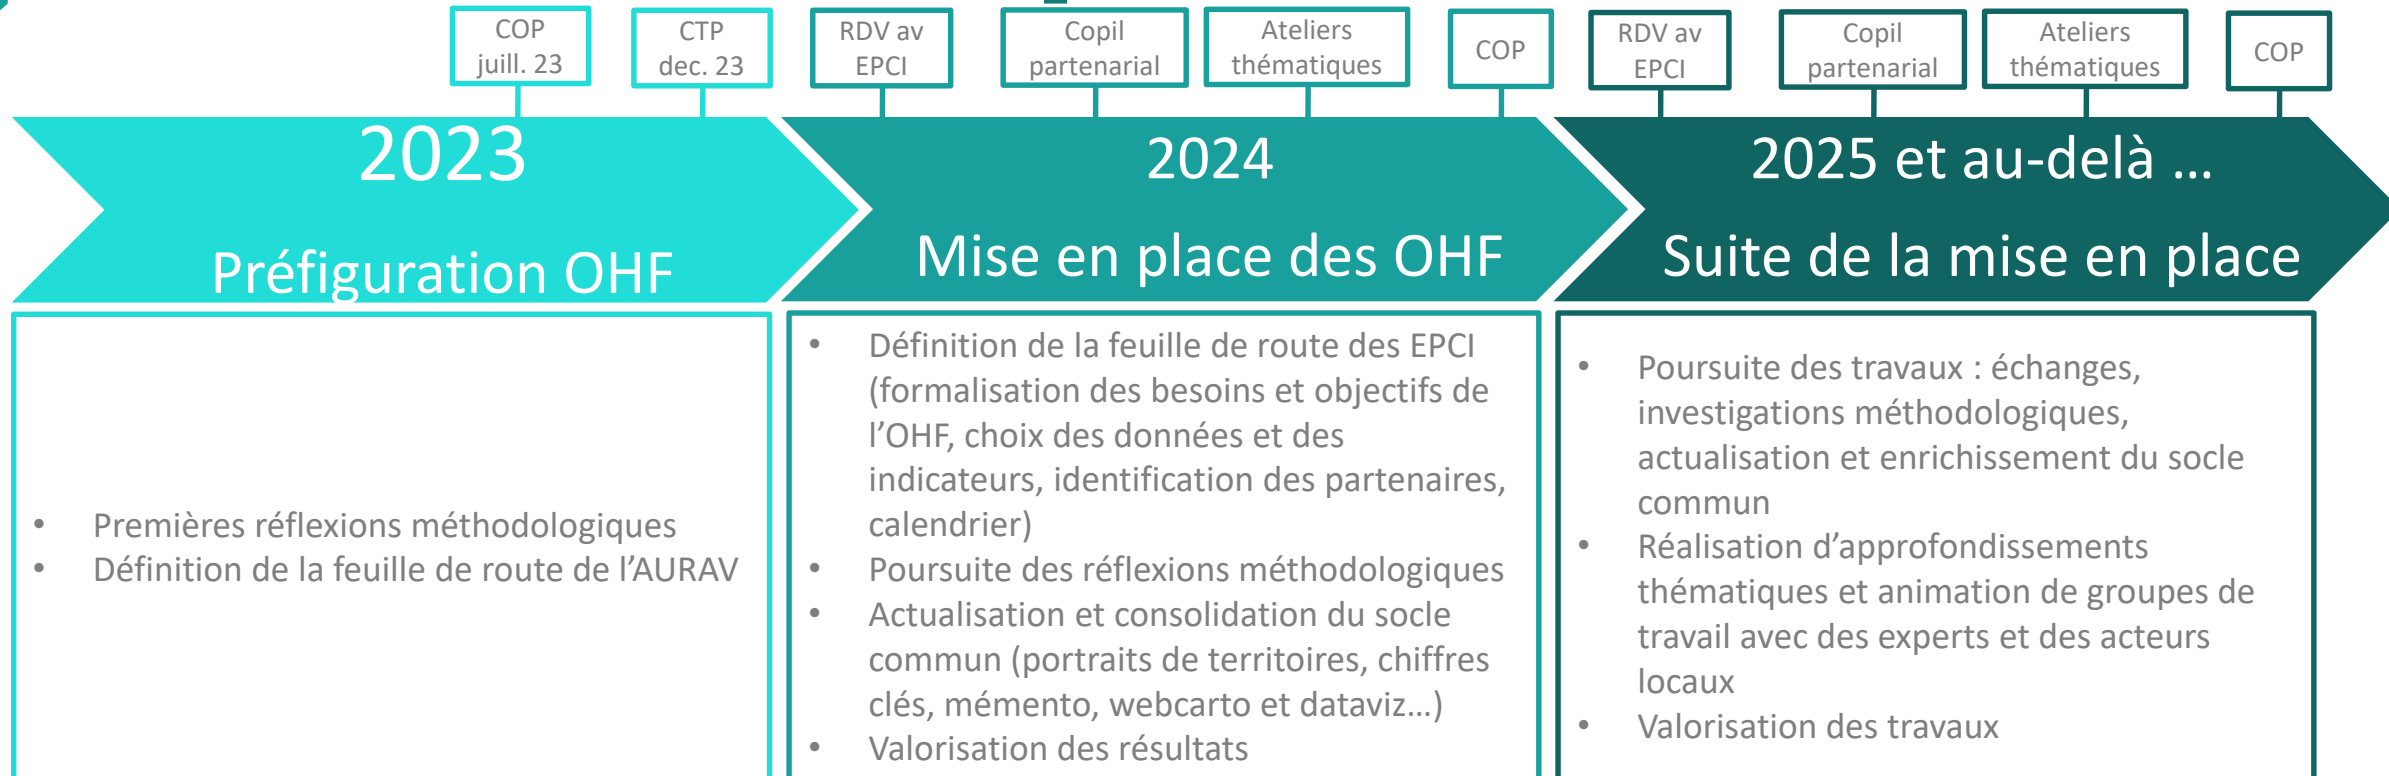 COP
juill. 23
CTP
dec. 23
RDV av
EPCI
Copil
partenarial
Ateliers
thématiques
COP
RDV av
EPCI
Copil
partenarial
Ateliers
thématiques
COP
2023
Préfiguration OHF
2024
Mise en place des OHF
2025 et au-delà ...
Suite de la mise en place
• Premières réflexions méthodologiques
• Définition de la feuille de route de l’AURAV
• Définition de la feuille de route des EPCI
(formalisation des besoins et objectifs de
l’OHF, choix des données et des
indicateurs, identification des partenaires,
calendrier)
• Poursuite des réflexions méthodologiques
• Actualisation et consolidation du socle
commun (portraits de territoires, chiffres
clés, mémento, webcarto et dataviz…)
• Valorisation des résultats
• Poursuite des travaux : échanges,
investigations méthodologiques,
actualisation et enrichissement du socle
commun
• Réalisation d’approfondissements
thématiques et animation de groupes de
travail avec des experts et des acteurs
locaux
• Valorisation des travaux